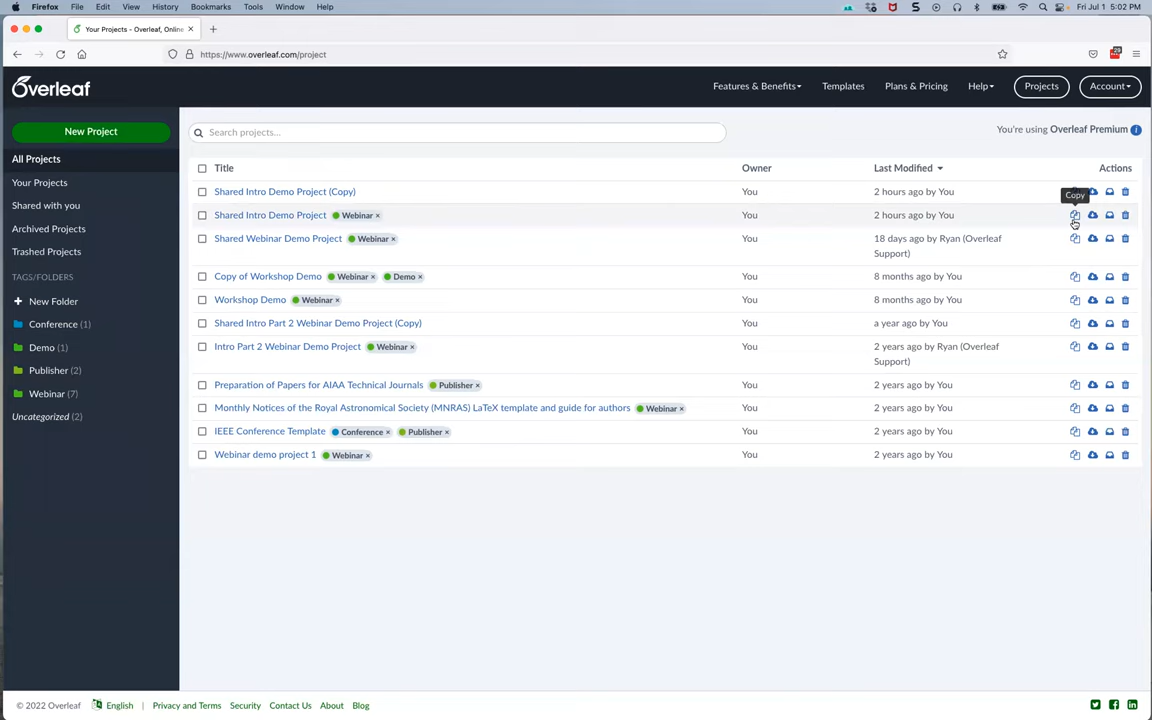 Firefox File Edit View History Bookmarks Tools Window Help Fri Jul 1 5:02 PM
Your Projects - Overleaf, Online
https://www.overleaf.com/project
Overleaf
Features & Benefits Templates Plans & Pricing Help Projects Account
New Project
Search projects...
You're using Overleaf Premium
All Projects
Your Projects
Shared with you
Archived Projects
Trashed Projects
TAGS/FOLDERS
New Folder
Conference (1)
Demo (1)
Publisher (2)
Webinar (7)
Uncategorized (2)
Title Owner Last Modified Actions
Shared Intro Demo Project (Copy) You 2 hours ago by You
Copy
Shared Intro Demo Project Webinar × You 2 hours ago by You
Shared Webinar Demo Project Webinar × You 18 days ago by Ryan (Overleaf
Support)
Copy of Workshop Demo Webinar × Demo × You 8 months ago by You
Workshop Demo Webinar × You 8 months ago by You
Shared Intro Part 2 Webinar Demo Project (Copy) You a year ago by You
Intro Part 2 Webinar Demo Project Webinar × You 2 years ago by Ryan (Overleaf
Support)
Preparation of Papers for AIAA Technical Journals Publisher × You 2 years ago by You
Monthly Notices of the Royal Astronomical Society (MNRAS) LaTeX template and guide for authors Webinar × You 2 years ago by You
IEEE Conference Template Conference × Publisher × You 2 years ago by You
Webinar demo project 1 Webinar × You 2 years ago by You
© 2022 Overleaf English | Privacy and Terms Security Contact Us About Blog